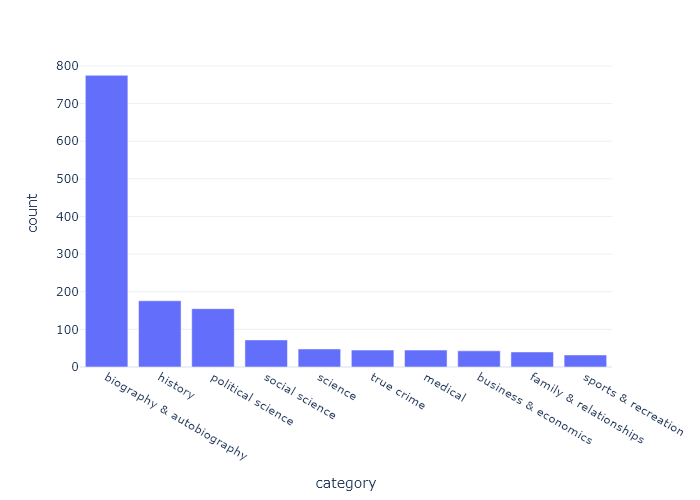 800
700
600
500
400
300
200
100
0
count
biography & autobiography
history
political science
social science
science
true crime
medical
business & economics
family & relationships
sports & recreation
category